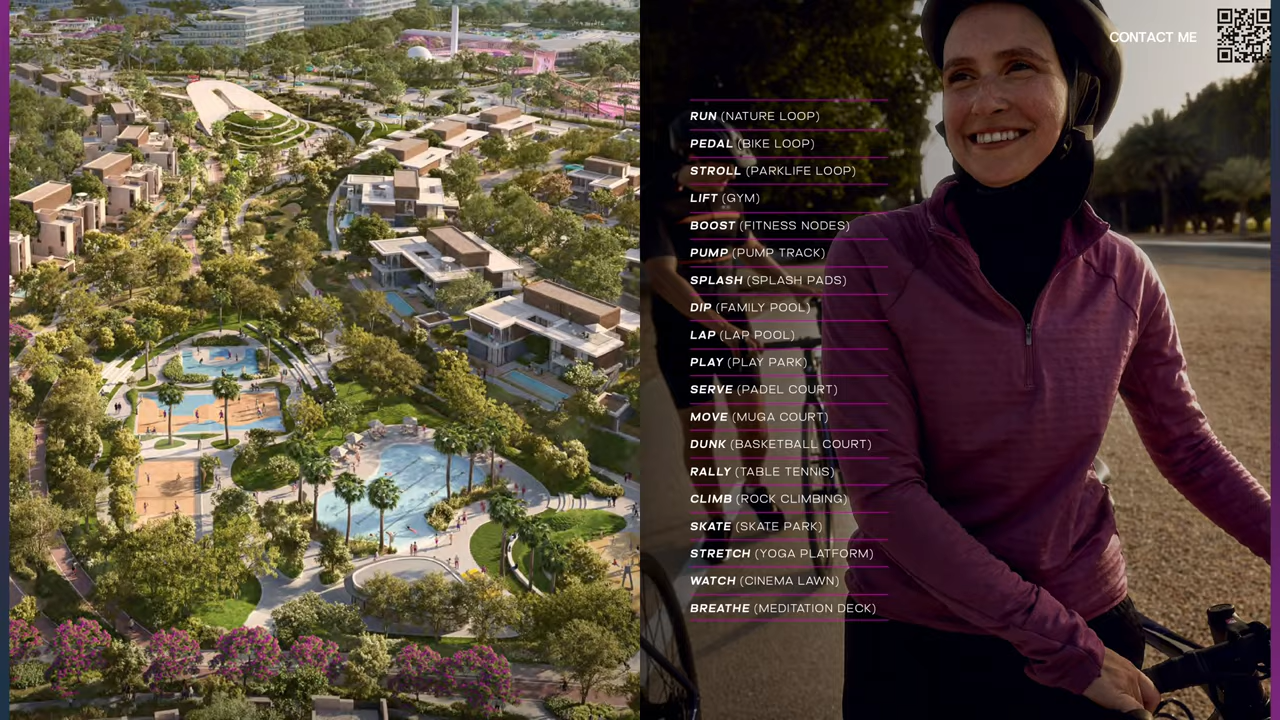 CONTACT ME
RUN (NATURE LOOP)
PEDAL (BIKE LOOP)
STROLL (PARKLIFE LOOP)
LIFT (GYM)
BOOST (FITNESS NODES)
PUMP (PUMP TRACK)
SPLASH (SPLASH PADS)
DIP (FAMILY POOL)
LAP (LAP POOL)
PLAY (PLAY PARK)
SERVE (PADEL COURT)
MOVE (MUGA COURT)
DUNK (BASKETBALL COURT)
RALLY (TABLE TENNIS)
CLIMB (ROCK CLIMBING)
SKATE (SKATE PARK)
STRETCH (YOGA PLATFORM)
WATCH (CINEMA LAWN)
BREATHE (MEDITATION DECK)